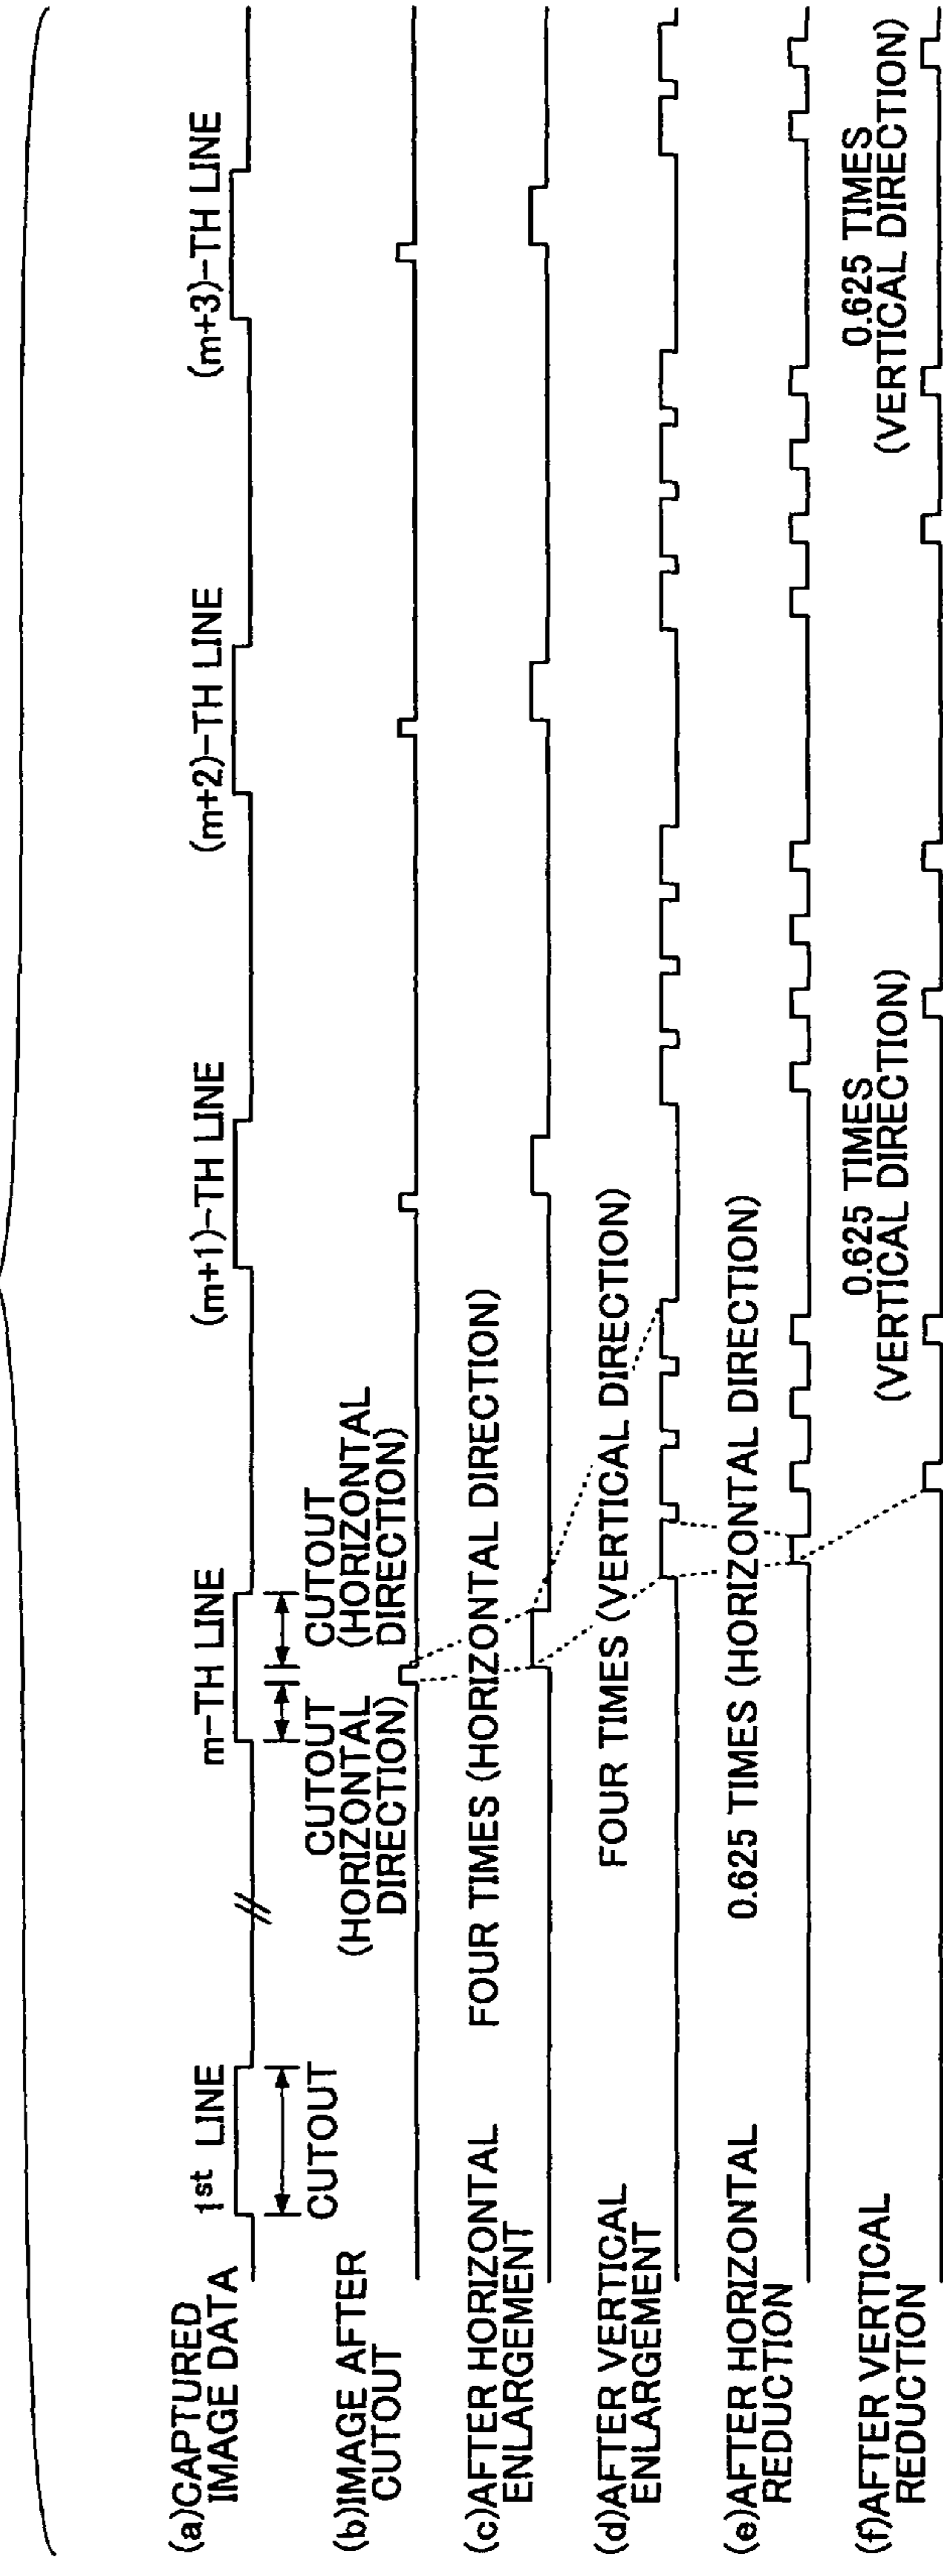 (a)CAPTURED
IMAGE DATA
1st LINE
m-TH LINE
(m+1)-TH LINE
(m+2)-TH LINE
(m+3)-TH LINE
CUTOUT
(b)IMAGE AFTER
CUTOUT
CUTOUT
(HORIZONTAL
DIRECTION)
CUTOUT
(HORIZONTAL
DIRECTION)
(c)AFTER HORIZONTAL
ENLARGEMENT
FOUR TIMES (HORIZONTAL DIRECTION)
(d)AFTER VERTICAL
ENLARGEMENT
FOUR TIMES (VERTICAL DIRECTION)
(e)AFTER HORIZONTAL
REDUCTION
0.625 TIMES (HORIZONTAL DIRECTION)
(f)AFTER VERTICAL
REDUCTION
0.625 TIMES
(VERTICAL DIRECTION)
0.625 TIMES
(VERTICAL DIRECTION)